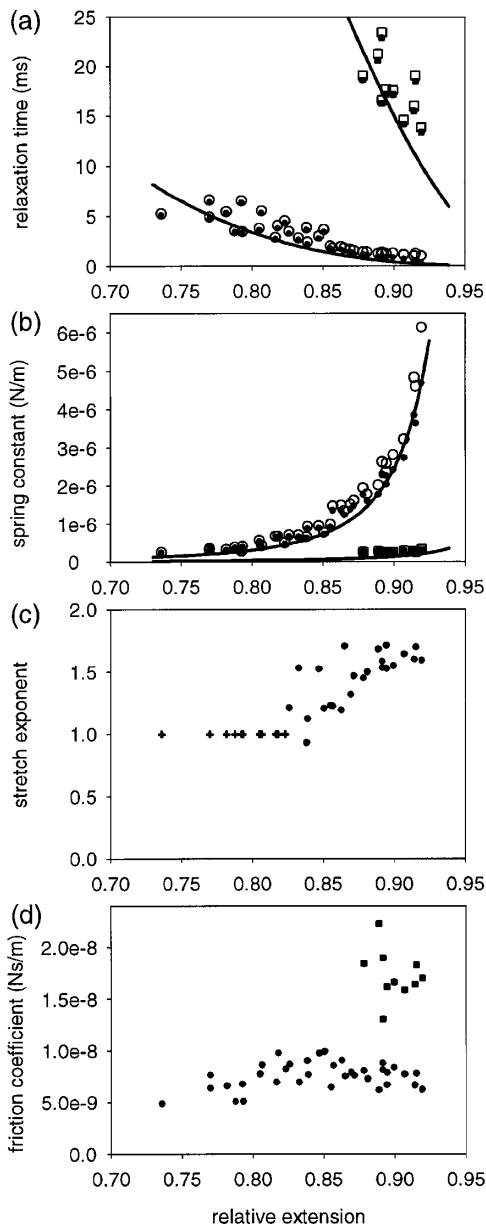 (a)
relaxation time (ms)
25
20
15
10
5
0
0.70 0.75 0.80 0.85 0.90 0.95
(b)
spring constant (N/m)
6e-6
5e-6
4e-6
3e-6
2e-6
1e-6
0
0.70 0.75 0.80 0.85 0.90 0.95
(c)
stretch exponent
2.0
1.5
1.0
0.0
0.70 0.75 0.80 0.85 0.90 0.95
(d)
friction coefficient (Ns/m)
2.0e-8
1.5e-8
1.0e-8
5.0e-9
0.0
0.70 0.75 0.80 0.85 0.90 0.95
relative extension